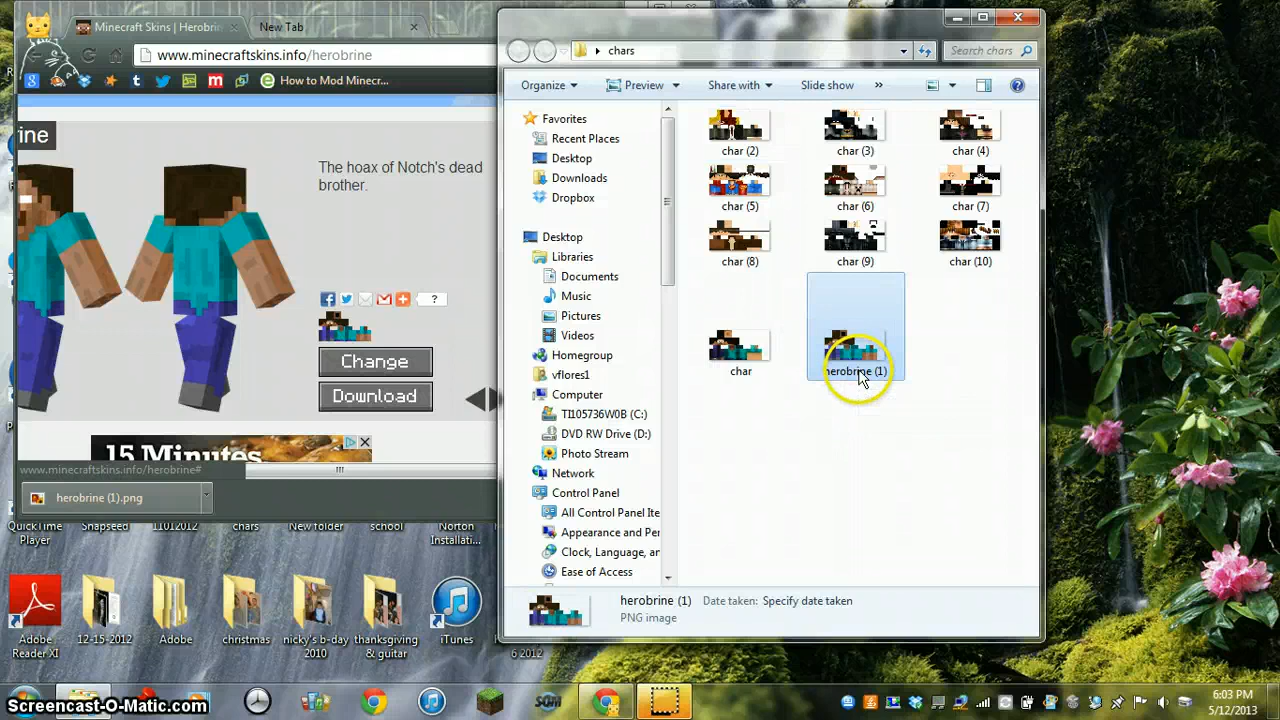 Minecraft Skins | Herobrin
New Tab
www.minecraftskins.info/herobrine
How to Mod Minecr...
rine
The hoax of Notch's dead
brother.
?
Change
Download
15 Minutes
www.minecraftskins.info/herobrine#
herobrine (1).png
chars
Search chars
Organize
Preview
Share with
Slide show
»
Favorites
Recent Places
Desktop
Downloads
Dropbox
Desktop
Libraries
Documents
Music
Pictures
Videos
Homegroup
vflores1
Computer
TI105736W0B (C:)
DVD RW Drive (D:)
Photo Stream
Network
Control Panel
All Control Panel Ite
Appearance and Pe
Clock, Language, an
Ease of Access
char (2)
char (3)
char (4)
char (5)
char (6)
char (7)
char (8)
char (9)
char (10)
char
herobrine (1)
herobrine (1) Date taken: Specify date taken
PNG image
QuickTime
Player
Snapseed
11012012
chars
New folder
school
Norton
Installati...
Adobe
Reader XI
12-15-2012
Adobe
christmas
nicky's b-day
2010
thanksgiving
& guitar
iTunes
6 2012
Screencast-O-Matic.com
SOM
6:03 PM
5/12/2013